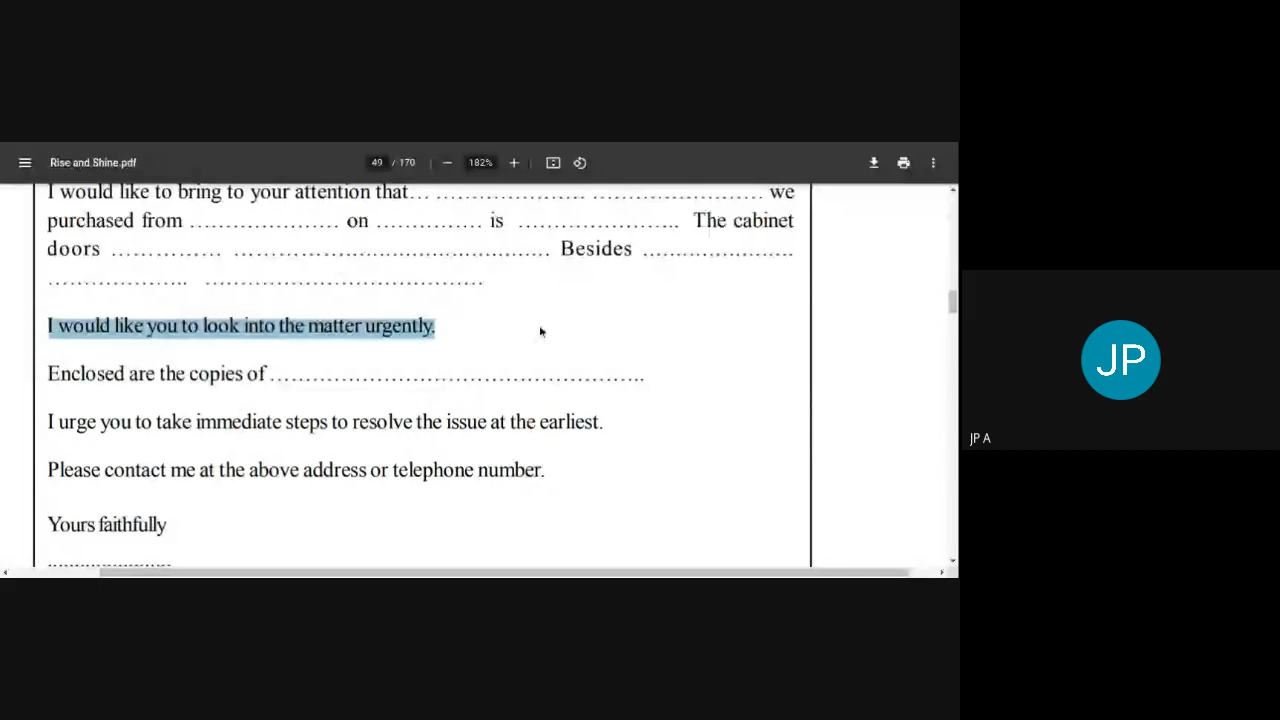 Rise and Shine.pdf 49 / 170 182%
I would like to bring to your attention that… ………………………. …………………………. we
purchased from ………………… on …………… is ………………….. The cabinet
doors ………….. …………………………………………. Besides ……………………
……………….. ……………………………………
I would like you to look into the matter urgently.
Enclosed are the copies of ……………………………………………..
I urge you to take immediate steps to resolve the issue at the earliest.
Please contact me at the above address or telephone number.
Yours faithfully
………………….
JP
JP A